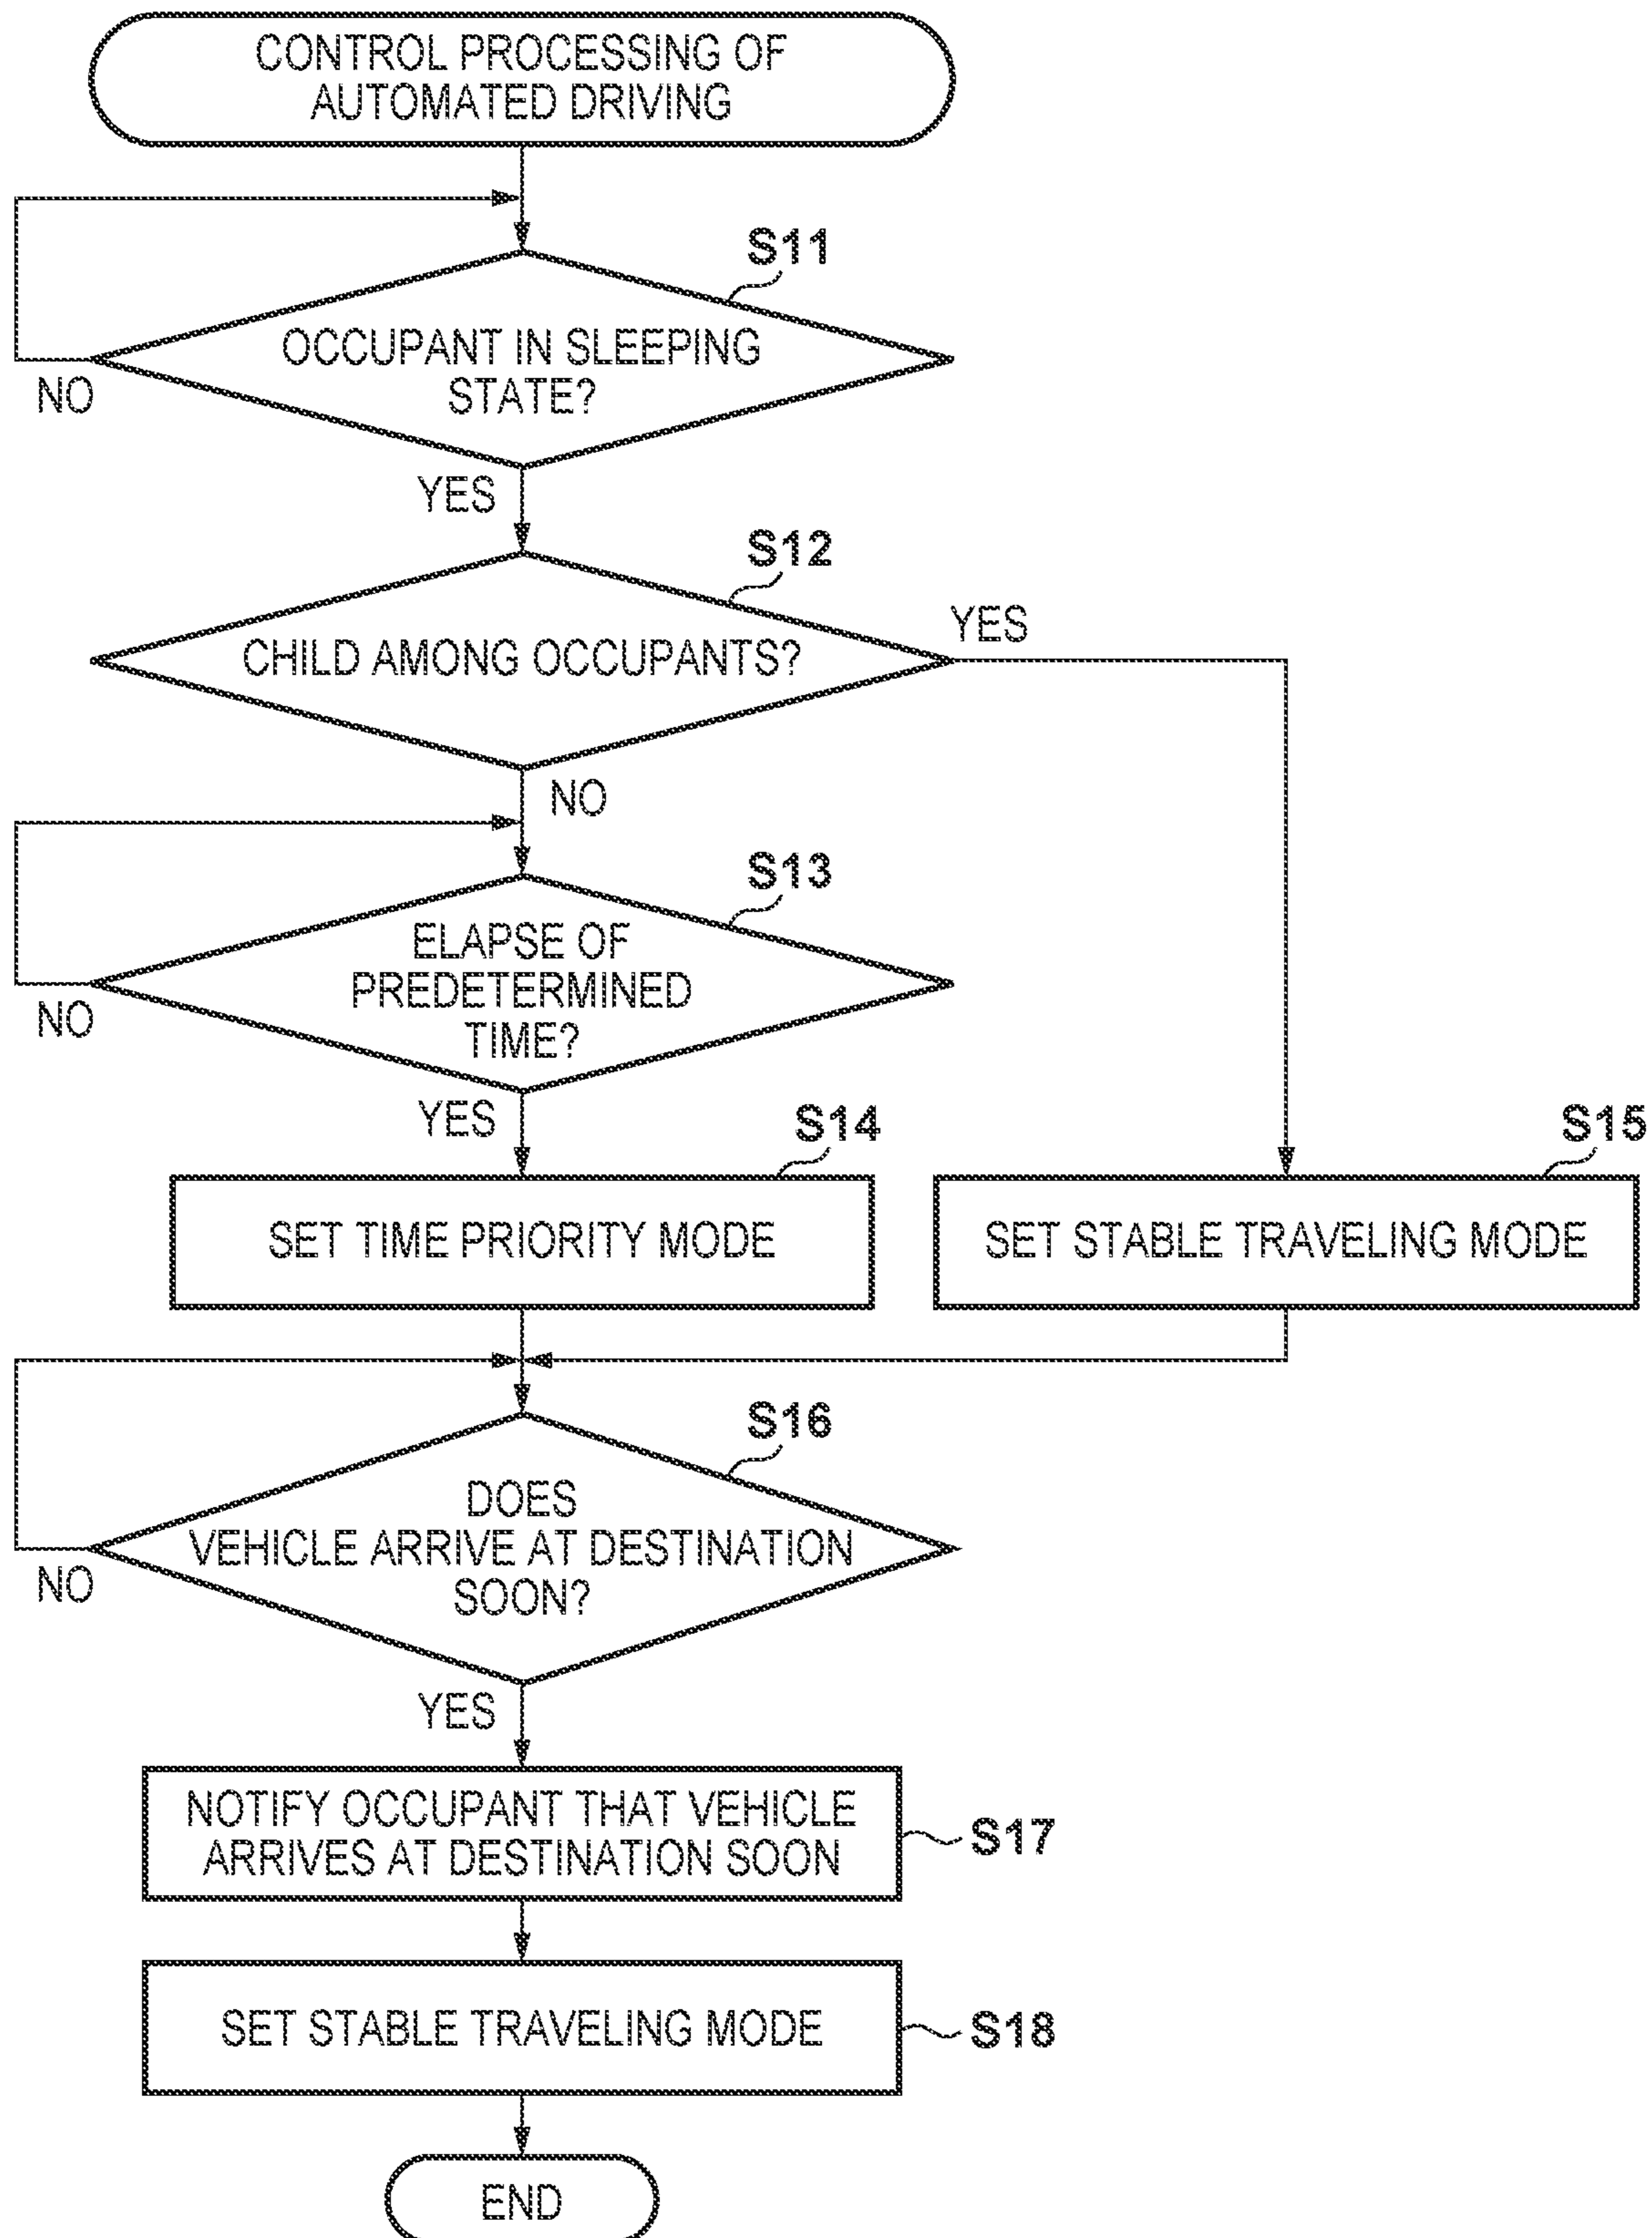 CONTROL PROCESSING OF
AUTOMATED DRIVING
S11
OCCUPANT IN SLEEPING
STATE?
NO
YES
S12
CHILD AMONG OCCUPANTS?
YES
NO
S13
ELAPSE OF
PREDETERMINED
TIME?
NO
YES
S14
SET TIME PRIORITY MODE
S15
SET STABLE TRAVELING MODE
S16
DOES
VEHICLE ARRIVE AT DESTINATION
SOON?
NO
YES
NOTIFY OCCUPANT THAT VEHICLE
ARRIVES AT DESTINATION SOON
S17
SET STABLE TRAVELING MODE
S18
END